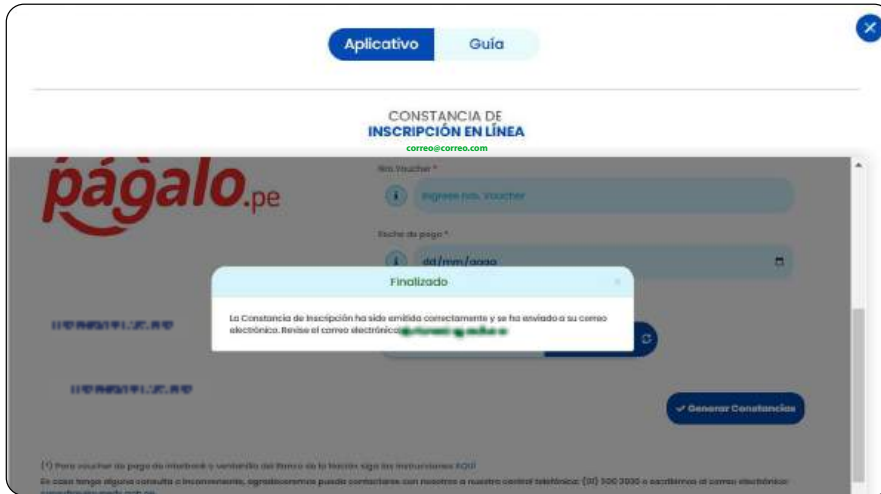 Aplicativo Guía
CONSTANCIA DE
INSCRIPCIÓN EN LÍNEA
correo@correo.com
págalo.pe
Nro. Voucher *
Ingrese Nro. Voucher
Fecha de pago *
dd/mm/aaaa
Finalizado
La Constancia de Inscripción ha sido emitida correctamente y se ha enviado a su correo
electrónico. Revise el correo electrónico
Generar Constancias
(*) Para voucher de pago de Interbank o ventanilla del Banco de la Nación siga las instrucciones AQUÍ
En caso tenga alguna consulta o inconveniente, agradeceremos pueda contactarse con nosotros a nuestra central telefónica: (01) 500 3030 o escribirnos al correo electrónico: